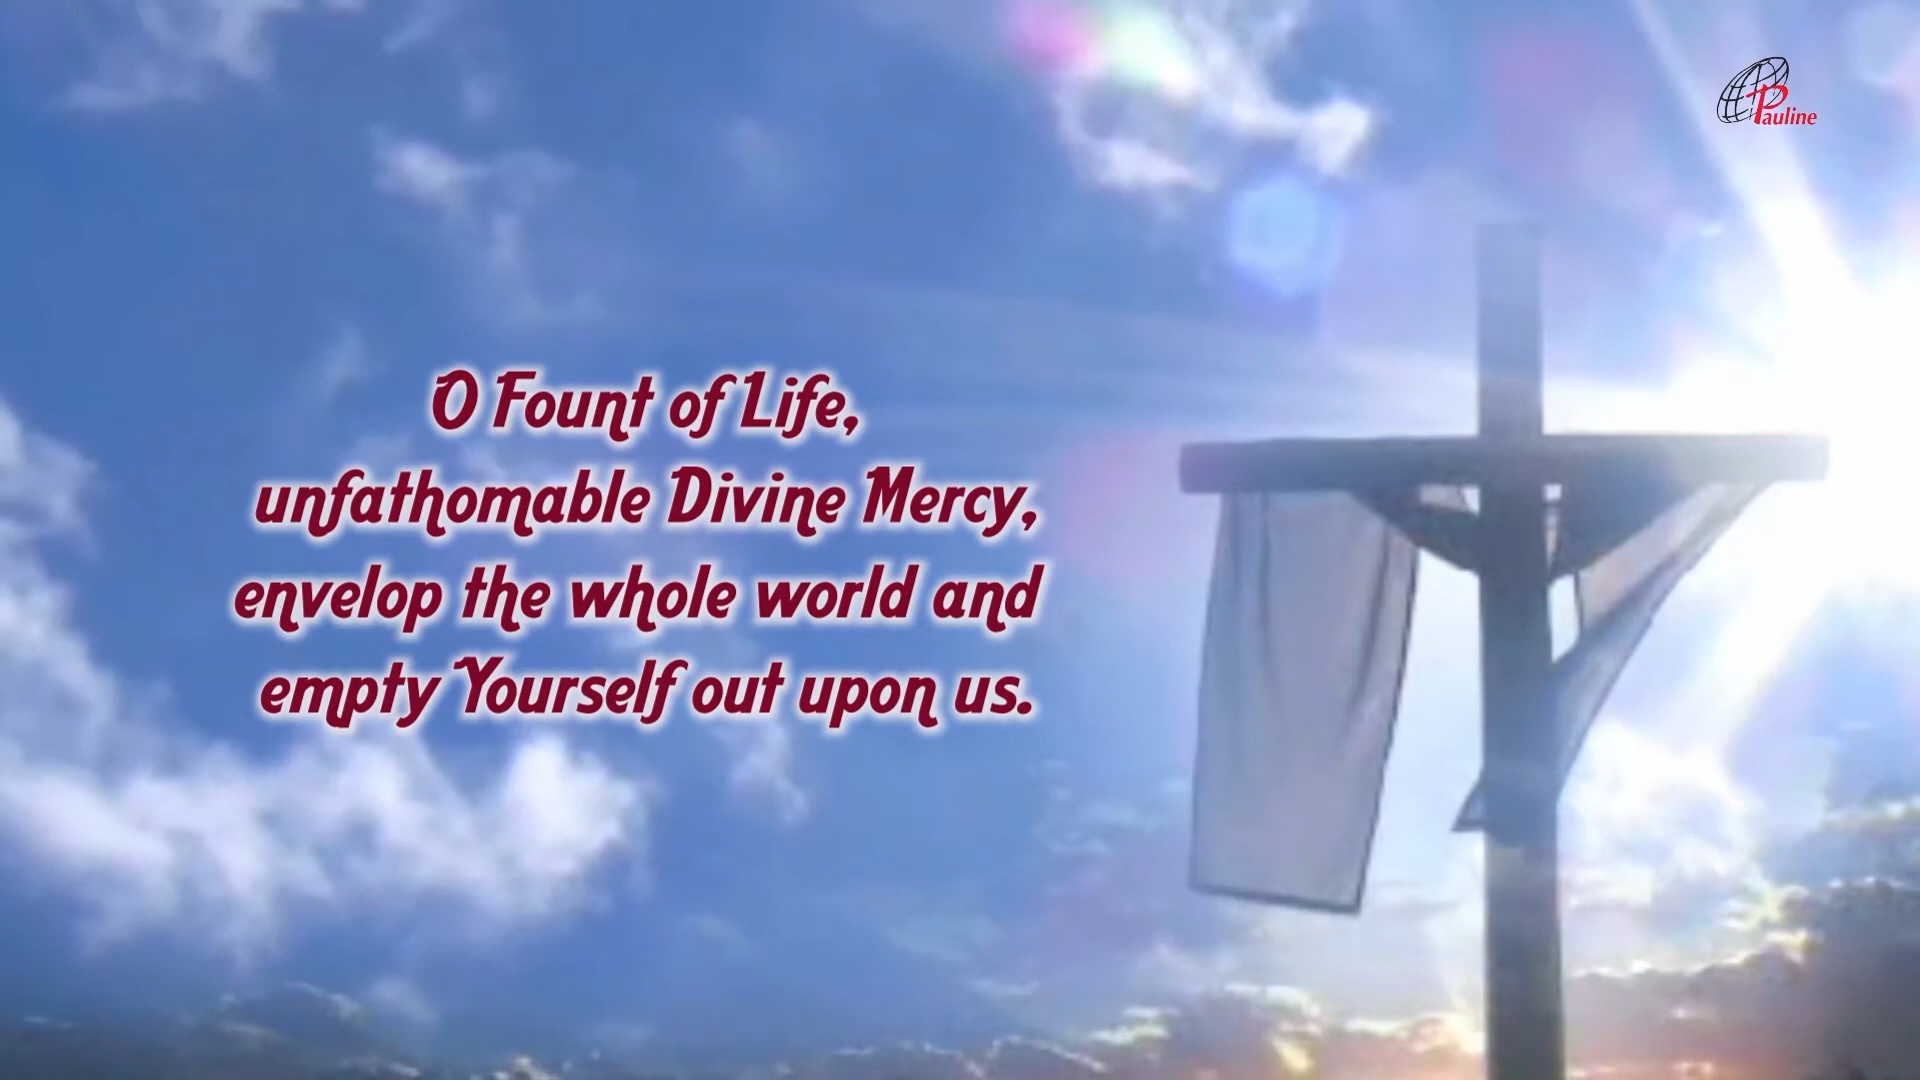 Pauline
O Fount of Life,
unfathomable Divine Mercy,
envelop the whole world and
empty Yourself out upon us.